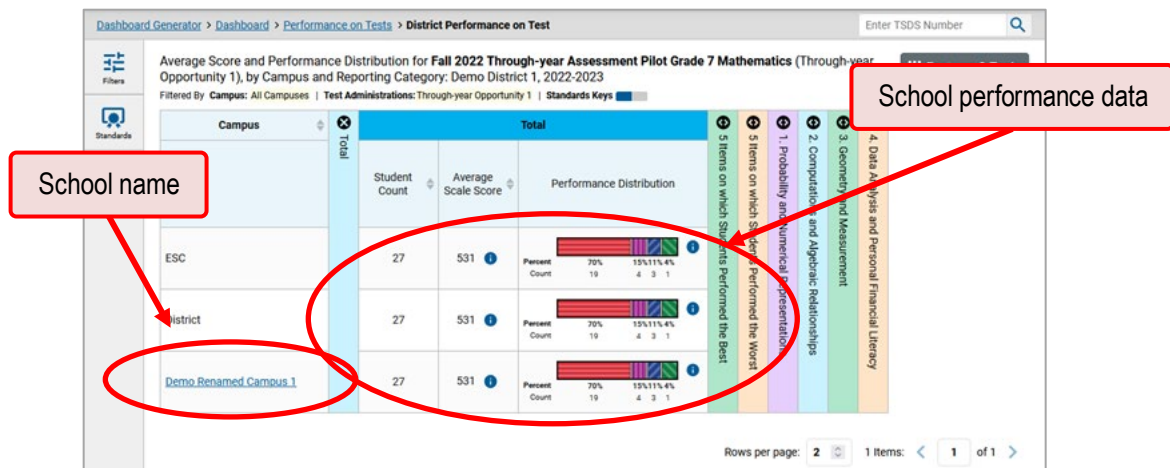 Dashboard Generator > Dashboard > Performance on Tests > District Performance on Test
Enter TSDS Number
Filters
Average Score and Performance Distribution for Fall 2022 Through-year Assessment Pilot Grade 7 Mathematics (Through-year
Opportunity 1), by Campus and Reporting Category: Demo District 1, 2022-2023
Filtered By Campus: All Campuses | Test Administrations: Through-year Opportunity 1 | Standards Keys
Standards
School performance data
School name
Campus
Total
Total
Student Count
Average Scale Score
Performance Distribution
5 Items on which Students Performed the Best
5 Items on which Students Performed the Worst
1. Probability and Numerical Representations
2. Computations and Algebraic Relationships
3. Geometry and Measurement
4. Data Analysis and Personal Financial Literacy
ESC
27
531
Percent 70% 15% 11% 4%
Count 19 4 3 1
District
27
531
Percent 70% 15% 11% 4%
Count 19 4 3 1
Demo Renamed Campus 1
27
531
Percent 70% 15% 11% 4%
Count 19 4 3 1
Rows per page: 2 1 Items: < 1 of 1 >